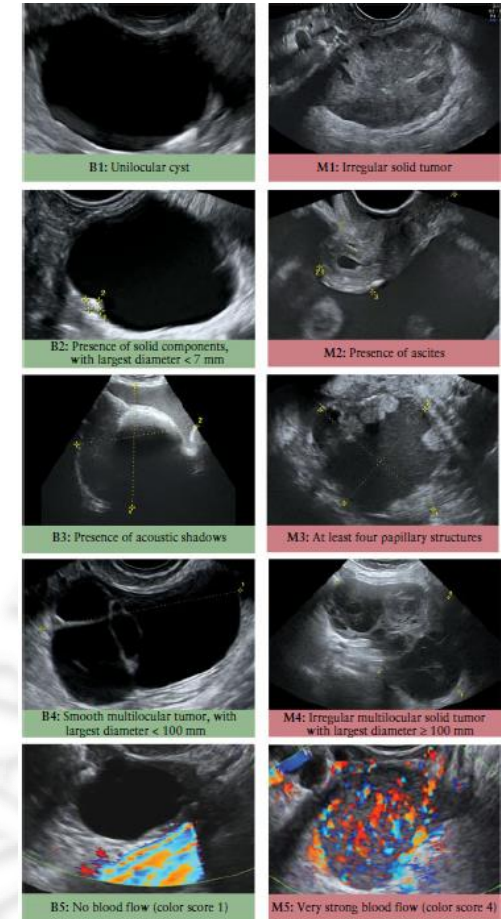 B1: Unilocular cyst
M1: Irregular solid tumor
B2: Presence of solid components,
with largest diameter < 7 mm
M2: Presence of ascites
B3: Presence of acoustic shadows
M3: At least four papillary structures
B4: Smooth multilocular tumor, with
largest diameter < 100 mm
M4: Irregular multilocular solid tumor
with largest diameter ≥ 100 mm
B5: No blood flow (color score 1)
M5: Very strong blood flow (color score 4)